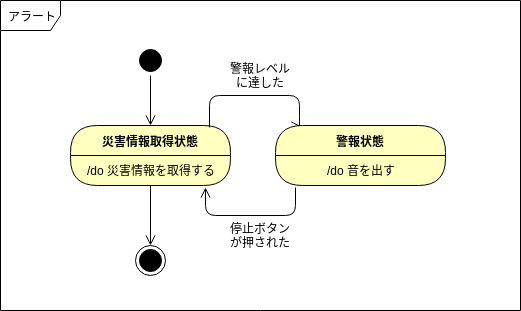 アラート
警報レベル
に達した
災害情報取得状態
/do 災害情報を取得する
警報状態
/do 音を出す
停止ボタン
が押された